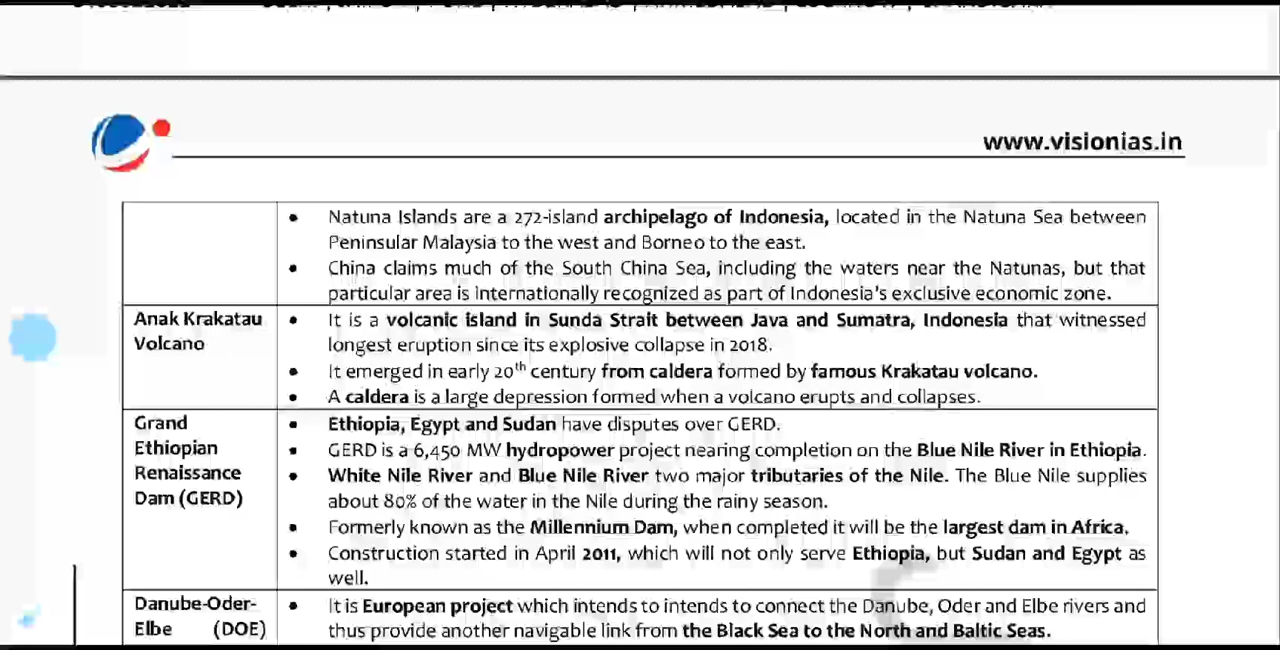 www.visionias.in
• Natuna Islands are a 272-island archipelago of Indonesia, located in the Natuna Sea between
Peninsular Malaysia to the west and Borneo to the east.
• China claims much of the South China Sea, including the waters near the Natunas, but that
particular area is internationally recognized as part of Indonesia's exclusive economic zone.
Anak Krakatau
Volcano
• It is a volcanic island in Sunda Strait between Java and Sumatra, Indonesia that witnessed
longest eruption since its explosive collapse in 2018.
• It emerged in early 20th century from caldera formed by famous Krakatau volcano.
• A caldera is a large depression formed when a volcano erupts and collapses.
Grand
Ethiopian
Renaissance
Dam (GERD)
• Ethiopia, Egypt and Sudan have disputes over GERD.
• GERD is a 6,450 MW hydropower project nearing completion on the Blue Nile River in Ethiopia.
• White Nile River and Blue Nile River two major tributaries of the Nile. The Blue Nile supplies
about 80% of the water in the Nile during the rainy season.
• Formerly known as the Millennium Dam, when completed it will be the largest dam in Africa.
• Construction started in April 2011, which will not only serve Ethiopia, but Sudan and Egypt as
well.
Danube-Oder-
Elbe (DOE)
• It is European project which intends to intends to connect the Danube, Oder and Elbe rivers and
thus provide another navigable link from the Black Sea to the North and Baltic Seas.